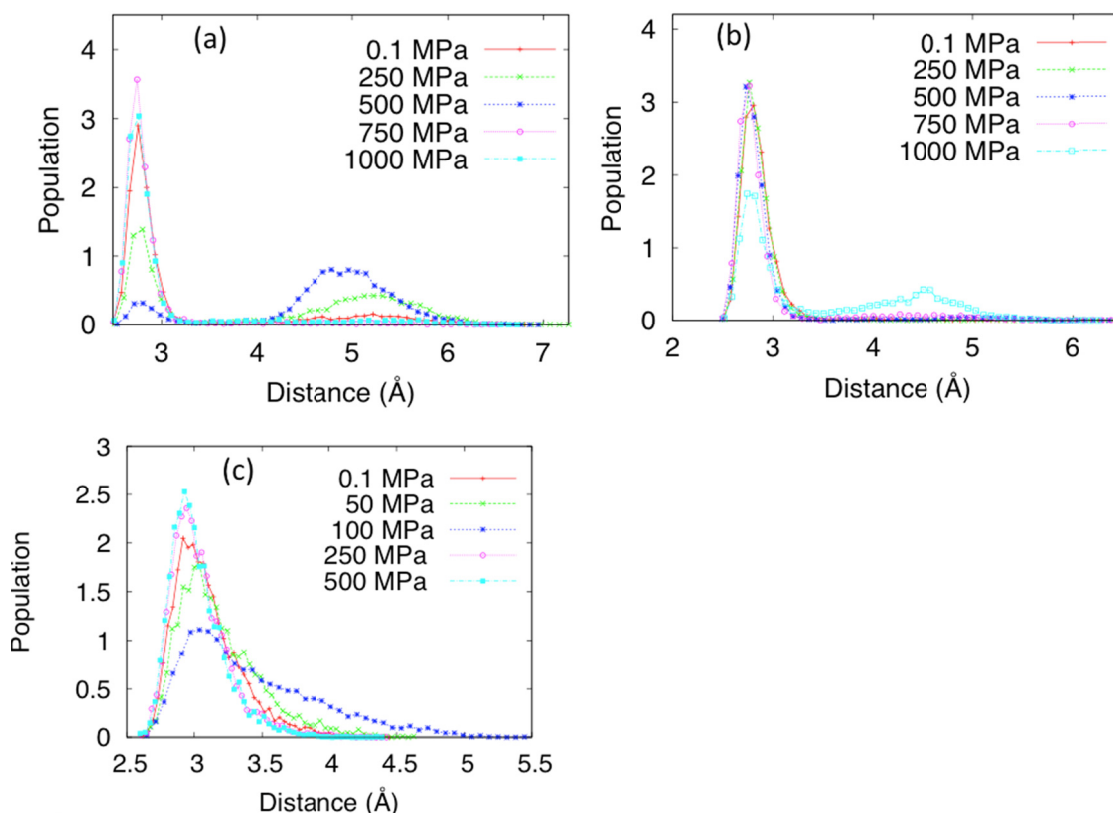 (a)
0.1 MPa
250 MPa
500 MPa
750 MPa
1000 MPa
4
3
2
1
0
Population
3 4 5 6 7
Distance (Å)
(b)
0.1 MPa
250 MPa
500 MPa
750 MPa
1000 MPa
4
3
2
1
0
Population
2 3 4 5 6
Distance (Å)
(c)
0.1 MPa
50 MPa
100 MPa
250 MPa
500 MPa
3
2.5
2
1.5
1
0.5
0
Population
2.5 3 3.5 4 4.5 5 5.5
Distance (Å)